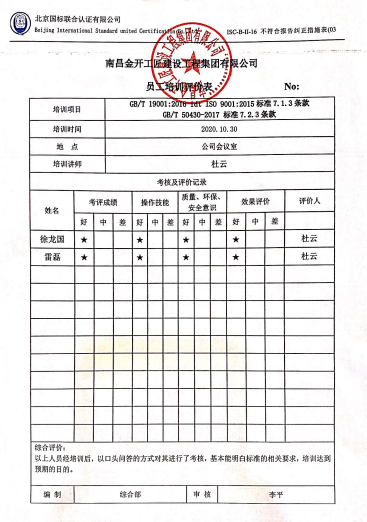 北京国标联合认证有限公司
Beijing International Standard united Certification Co.,Ltd.
ISC-B-II-16 不符合报告纠正措施表(03
南昌金开工匠建设工程集团有限公司
员工培训评价表 No:
培训项目 GB/T 19001:2016 idt ISO 9001:2015标准7.1.3条款
GB/T 50430-2017 标准7.2.3条款
培训时间 2020.10.30
地 点 公司会议室
培训讲师 杜云
考核及评价记录
姓名 考评成绩 操作技能 质量、环保、安全意识 效果评价 评价人
好 中 差 好 中 差 好 中 差 好 中 差
徐龙国 ★ ★ ★ ★ 杜云
雷磊 ★ ★ ★ ★ 杜云
综合评价:
以上人员经培训后，以口头问答的方式对其进行了考核，基本能明白标准的相关要求，培训达到
预期的目的。
编 制 综合部 审 核 李平